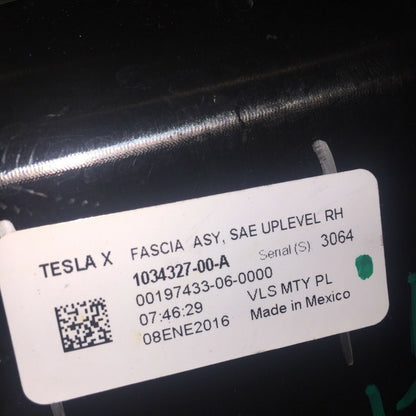 TESLA X FASCIA ASY, SAE UPLEVEL RH
1034327-00-A Serial (S) 3064
00197433-06-0000
07:46:29 VLS MTY PL
08ENE2016 Made in Mexico